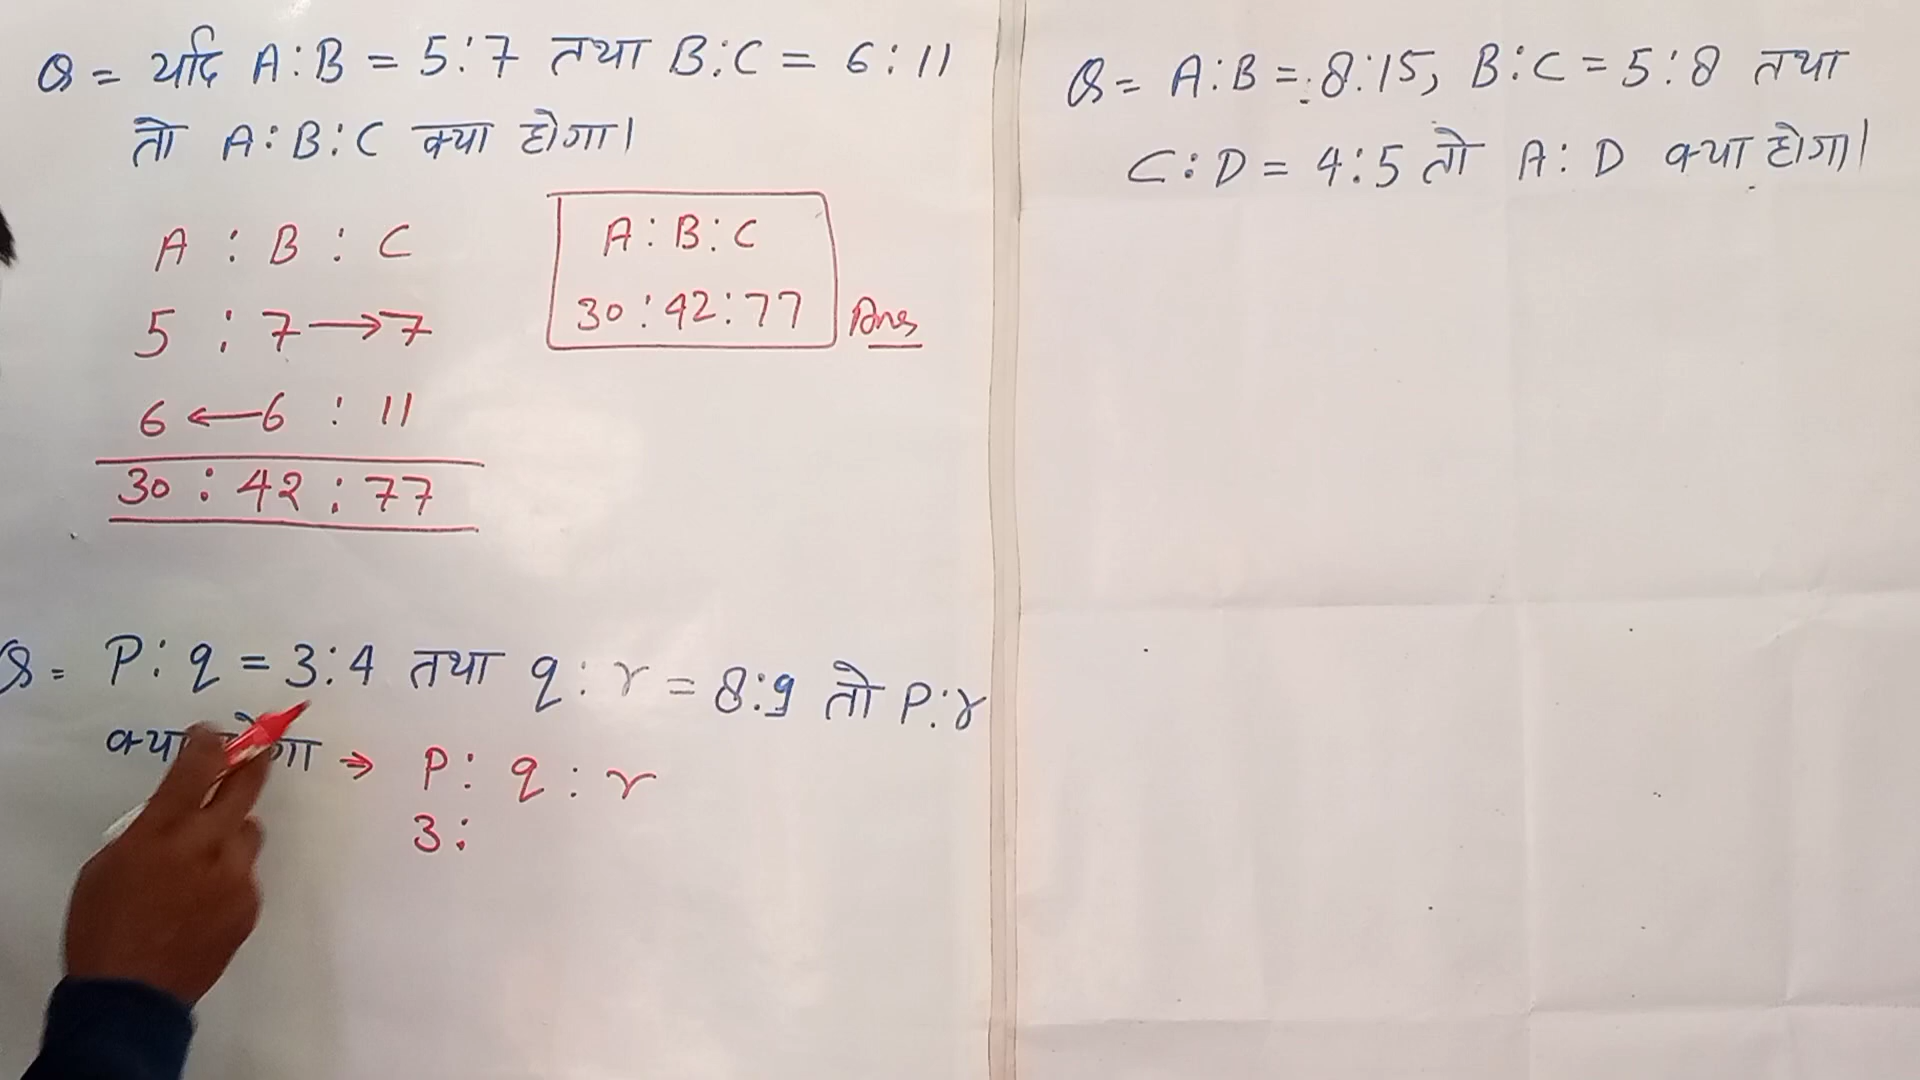 Q = यदि A:B = 5:7 तथा B:C = 6:11
तो A:B:C क्या होगा।
A : B : C
5 : 7 → 7
6 ← 6 : 11
30 : 42 : 77
A : B : C
30 : 42 : 77 Ans
Q = P:q = 3:4 तथा q:r = 8:9 तो P:r
क्या → P : q : r
3 :
Q = A:B = 8:15, B:C = 5:8 तथा
C:D = 4:5 तो A:D क्या होगा।